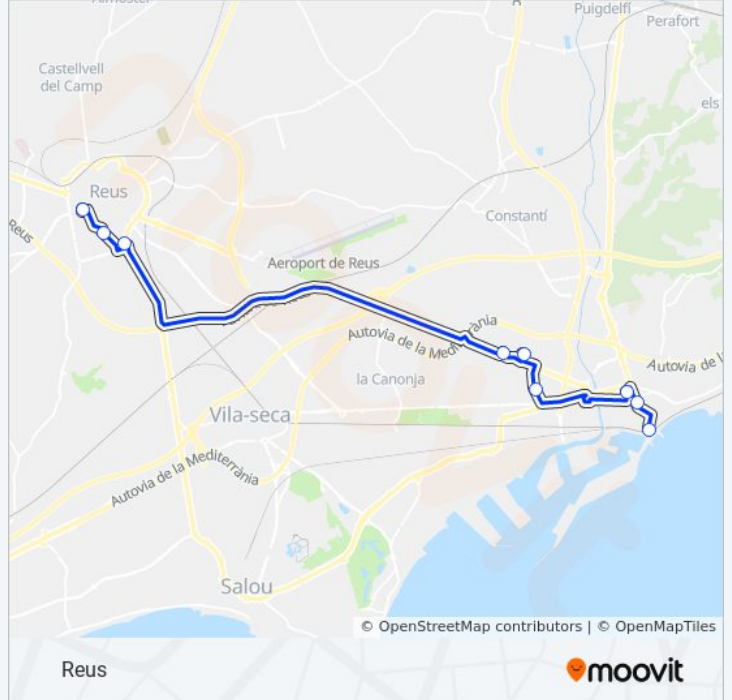 Puigdelfí
Perafort
Castellvell
del Camp
els
Reus
Constantí
Reus
Aeroport de Reus
Autovia de la Mediterrània
Autovia de l
la Canonja
Vila-seca
Autovia de la Mediterrània
Salou
© OpenStreetMap contributors | © OpenMapTiles
Reus
moovit